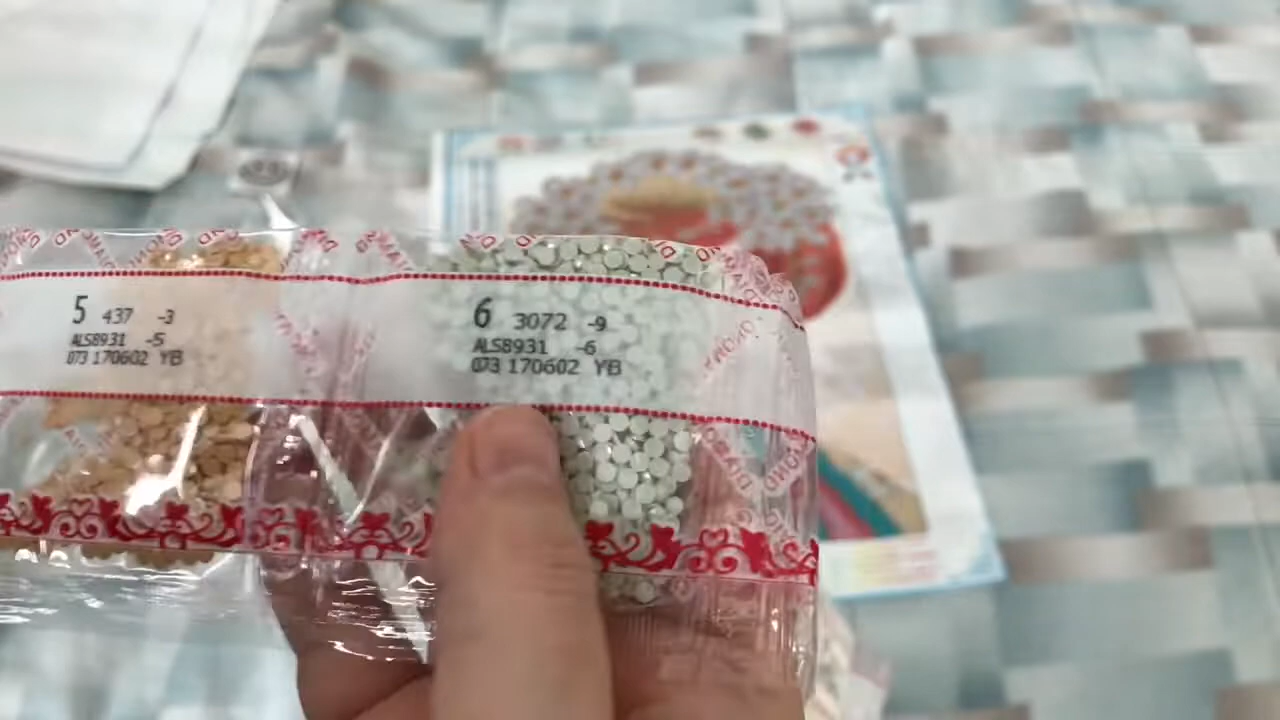 5 437 -3
ALS8931 -5
073 170602 YB
6 3072 -9
ALS8931 -6
073 170602 YB